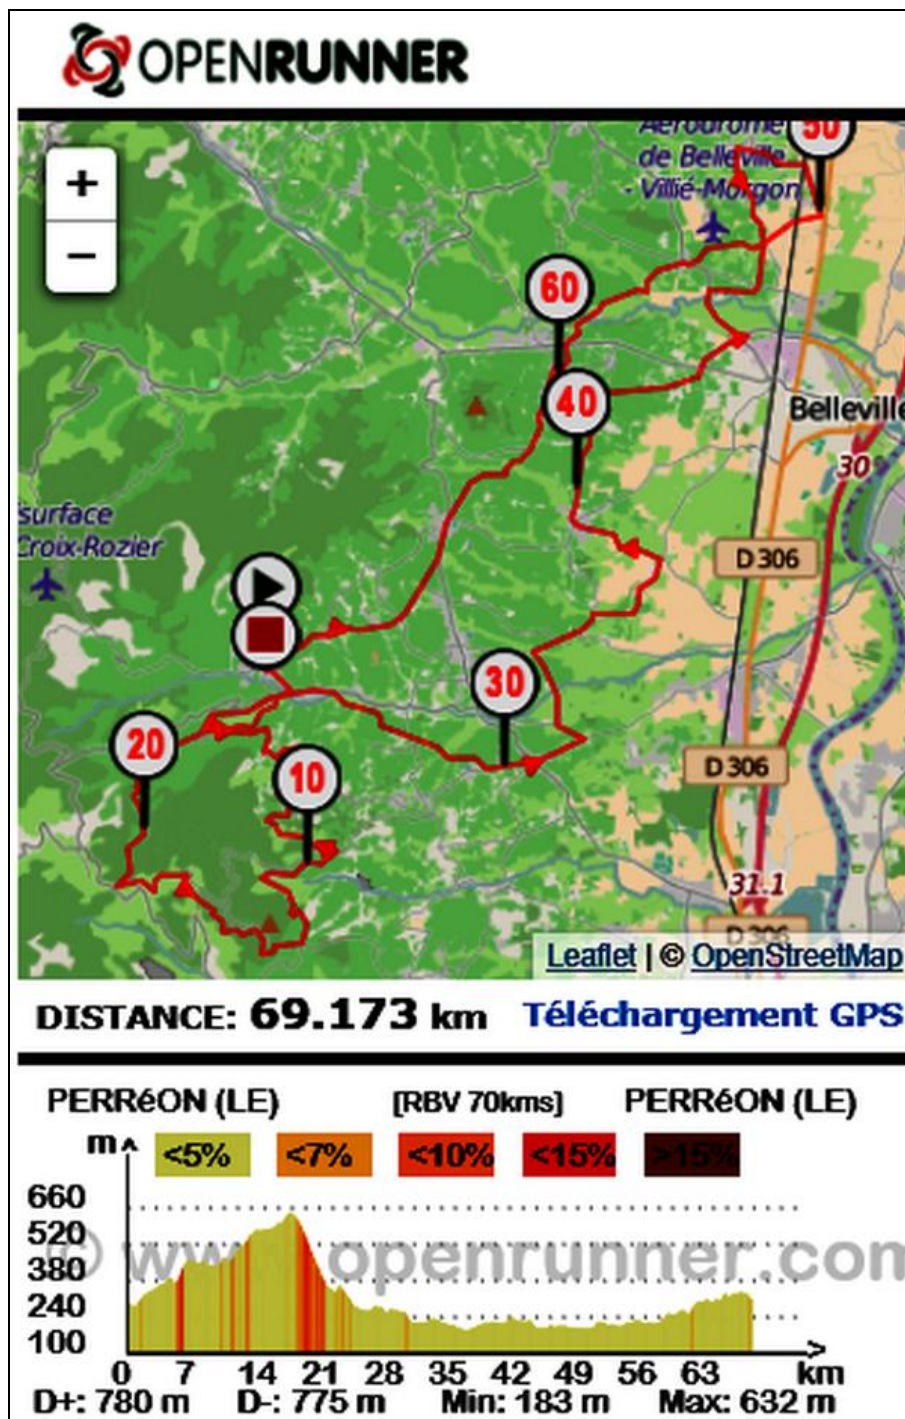 OPENRUNNER
+
−
Aérodrome
de Belleville
- Villié-Morgon
50
60
40
Belleville
30
surface
Croix-Rozier
D 306
30
20
10
D 306
31.1
D 306
Leaflet | © OpenStreetMap
DISTANCE: 69.173 km Téléchargement GPS
PERRéON (LE) [RBV 70kms] PERRéON (LE)
m <5% <7% <10% <15% >15%
660
520
© www.openrunner.com
380
240
100
0 7 14 21 28 35 42 49 56 63 km
D+: 780 m D-: 775 m Min: 183 m Max: 632 m